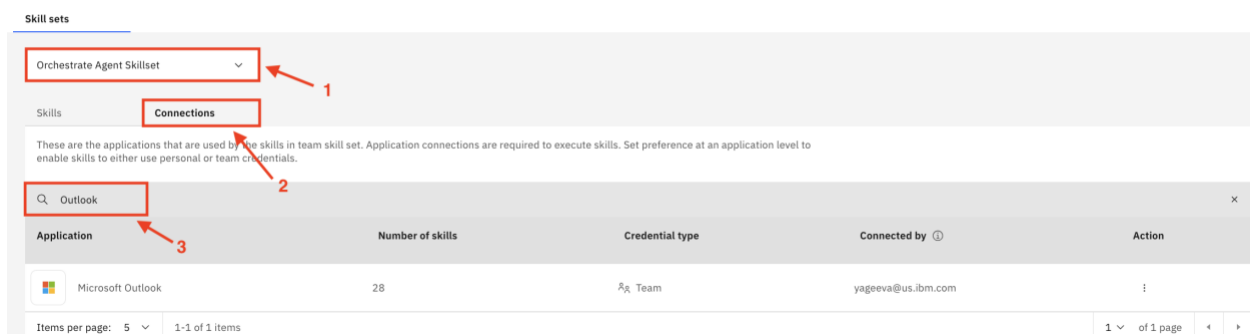 Skill sets
Orchestrate Agent Skillset
1
Skills Connections
These are the applications that are used by the skills in team skill set. Application connections are required to execute skills. Set preference at an application level to
enable skills to either use personal or team credentials.
2
Outlook
3
Application Number of skills Credential type Connected by Action
Microsoft Outlook 28 Team yageeva@us.ibm.com
Items per page: 5 1-1 of 1 items 1 of 1 page